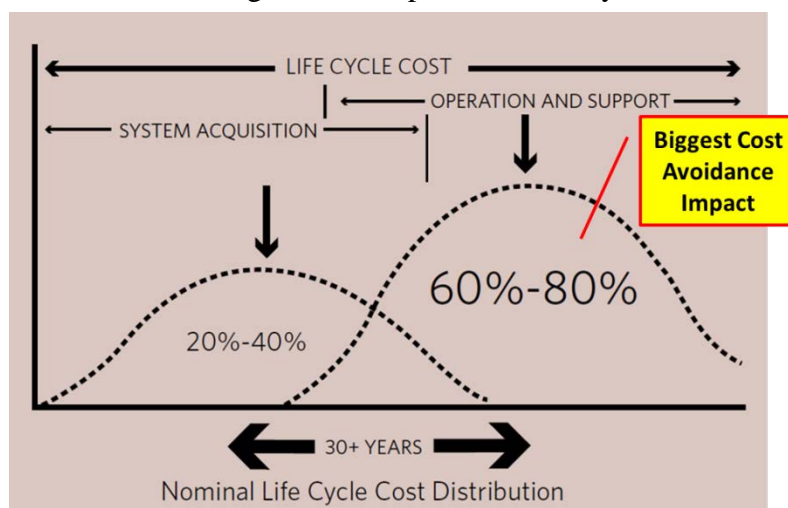 LIFE CYCLE COST
OPERATION AND SUPPORT
SYSTEM ACQUISITION
Biggest Cost
Avoidance
Impact
60%-80%
20%-40%
30+ YEARS
Nominal Life Cycle Cost Distribution